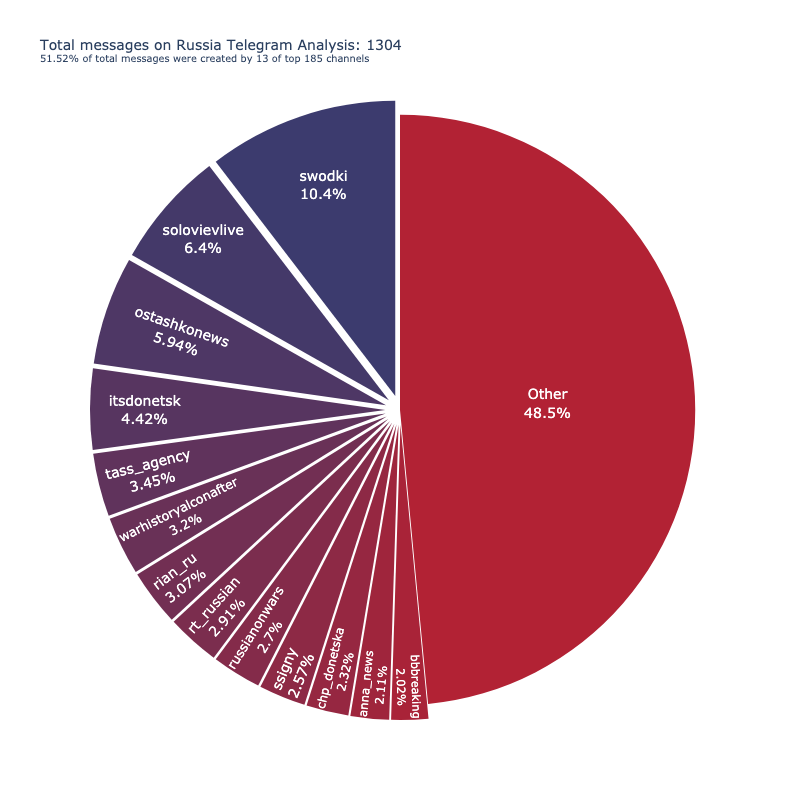 Total messages on Russia Telegram Analysis: 1304
51.52% of total messages were created by 13 of top 185 channels
swodki
10.4%
solovievlive
6.4%
ostashkonews
5.94%
itsdonetsk
4.42%
tass_agency
3.45%
warhistoryalconafter
3.2%
rian_ru
3.07%
rt_russian
2.91%
russianonwars
2.7%
ssigny
2.57%
chp_donetska
2.32%
anna_news
2.11%
bbbreaking
2.02%
Other
48.5%